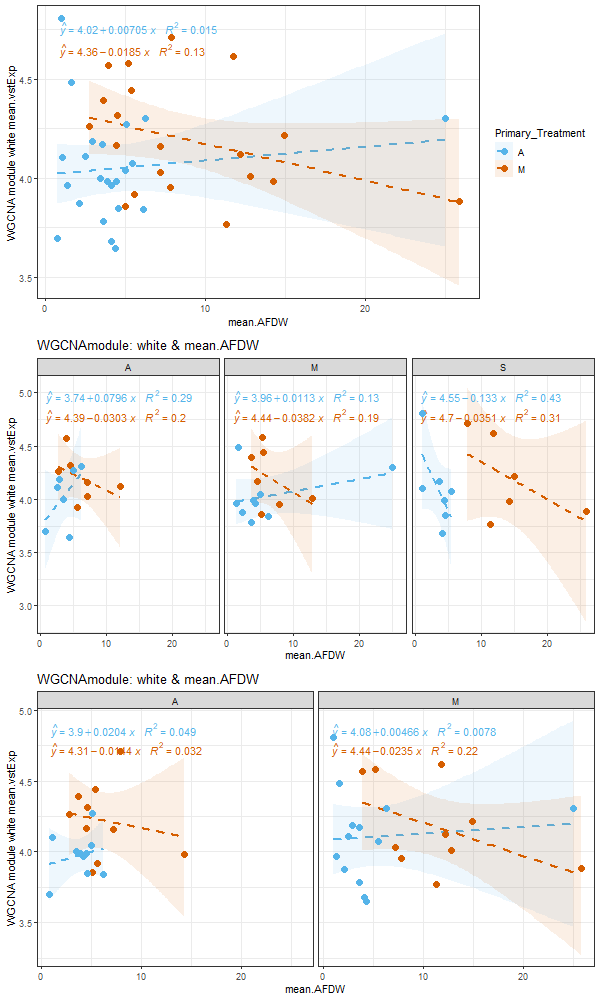 ŷ = 4.02 + 0.00705 x R² = 0.015
ŷ = 4.36 − 0.0185 x R² = 0.13
4.5
4.0
3.5
WGCNA module white mean.vstExp
0 10 20
mean.AFDW
Primary_Treatment
A
M
WGCNAmodule: white & mean.AFDW
A M S
ŷ = 3.74 + 0.0796 x R² = 0.29
ŷ = 4.39 − 0.0303 x R² = 0.2
ŷ = 3.96 + 0.0113 x R² = 0.13
ŷ = 4.44 − 0.0382 x R² = 0.19
ŷ = 4.55 − 0.133 x R² = 0.43
ŷ = 4.7 − 0.0351 x R² = 0.31
5.0
4.5
4.0
3.5
3.0
WGCNA module white mean.vstExp
0 10 20 0 10 20 0 10 20
mean.AFDW
WGCNAmodule: white & mean.AFDW
A M
ŷ = 3.9 + 0.0204 x R² = 0.049
ŷ = 4.31 − 0.0144 x R² = 0.032
ŷ = 4.08 + 0.00466 x R² = 0.0078
ŷ = 4.44 − 0.0235 x R² = 0.22
5.0
4.5
4.0
3.5
WGCNA module white mean.vstExp
0 10 20 0 10 20
mean.AFDW